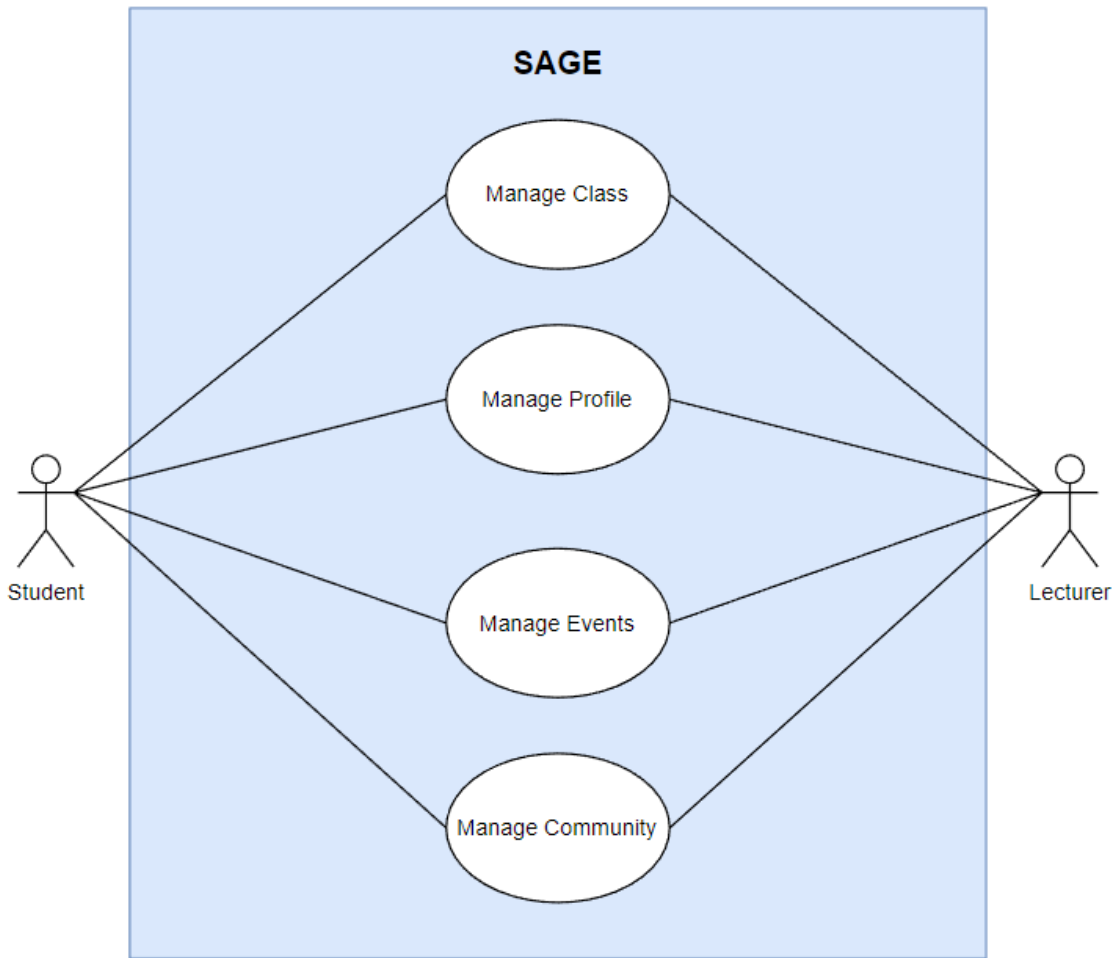 SAGE
Manage Class
Manage Profile
Student
Lecturer
Manage Events
Manage Community